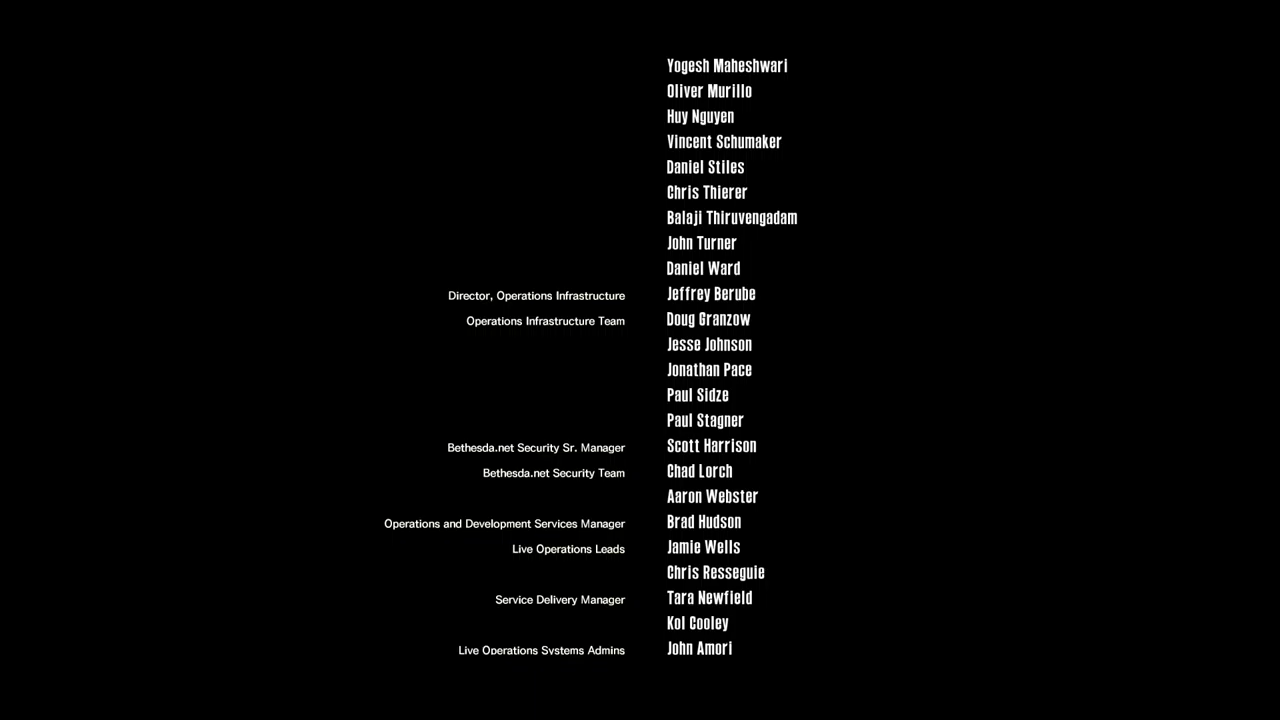 Yogesh Maheshwari
Oliver Murillo
Huy Nguyen
Vincent Schumaker
Daniel Stiles
Chris Thierer
Balaji Thiruvengadam
John Turner
Daniel Ward
Director, Operations Infrastructure Jeffrey Berube
Operations Infrastructure Team Doug Granzow
Jesse Johnson
Jonathan Pace
Paul Sidze
Paul Stagner
Bethesda.net Security Sr. Manager Scott Harrison
Bethesda.net Security Team Chad Lorch
Aaron Webster
Operations and Development Services Manager Brad Hudson
Live Operations Leads Jamie Wells
Chris Resseguie
Service Delivery Manager Tara Newfield
Kol Cooley
Live Operations Systems Admins John Amori